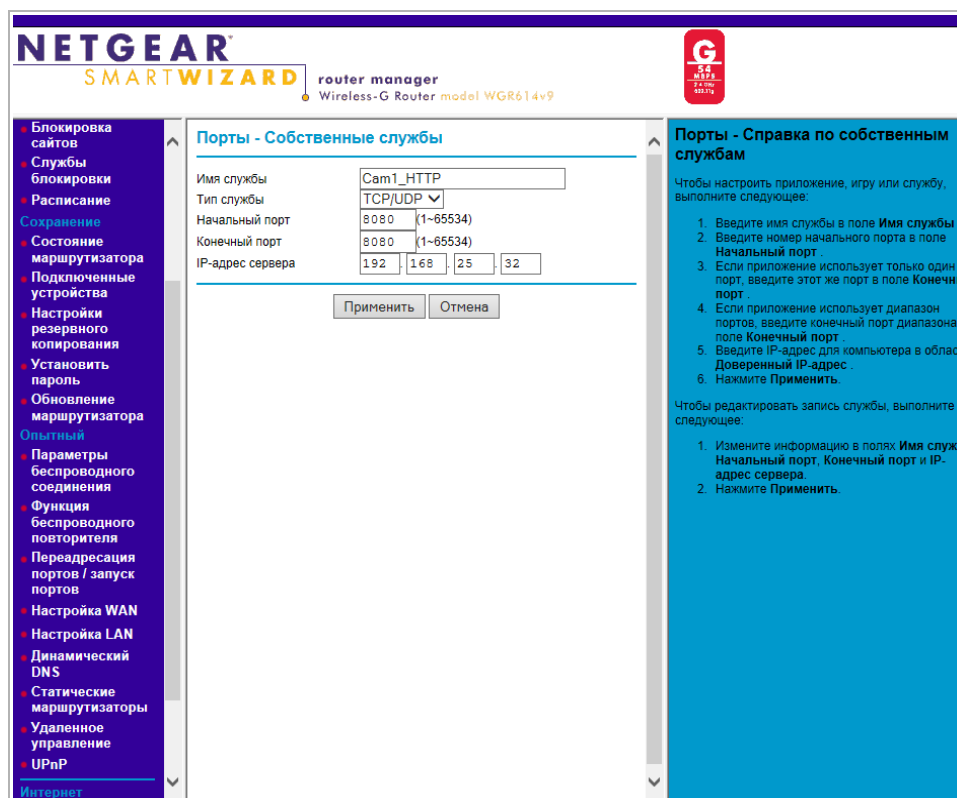 NETGEAR
SMARTWIZARD
router manager
Wireless-G Router model WGR614v9
G
54
MBPS
2.4 GHz
802.11g
Блокировка
сайтов
Службы
блокировки
Расписание
Сохранение
Состояние
маршрутизатора
Подключенные
устройства
Настройки
резервного
копирования
Установить
пароль
Обновление
маршрутизатора
Опытный
Параметры
беспроводного
соединения
Функция
беспроводного
повторителя
Переадресация
портов / запуск
портов
Настройка WAN
Настройка LAN
Динамический
DNS
Статические
маршрутизаторы
Удаленное
управление
UPnP
Интернет
Порты - Собственные службы
Имя службы Cam1_HTTP
Тип службы TCP/UDP
Начальный порт 8080 (1~65534)
Конечный порт 8080 (1~65534)
IP-адрес сервера 192 . 168 . 25 . 32
Применить Отмена
Порты - Справка по собственным
службам
Чтобы настроить приложение, игру или службу,
выполните следующее:
1. Введите имя службы в поле Имя службы
2. Введите номер начального порта в поле
Начальный порт .
3. Если приложение использует только один
порт, введите этот же порт в поле Конечн
порт .
4. Если приложение использует диапазон
портов, введите конечный порт диапазона
поле Конечный порт .
5. Введите IP-адрес для компьютера в облас
Доверенный IP-адрес .
6. Нажмите Применить.
Чтобы редактировать запись службы, выполните
следующее:
1. Измените информацию в полях Имя служ
Начальный порт, Конечный порт и IP-
адрес сервера.
2. Нажмите Применить.